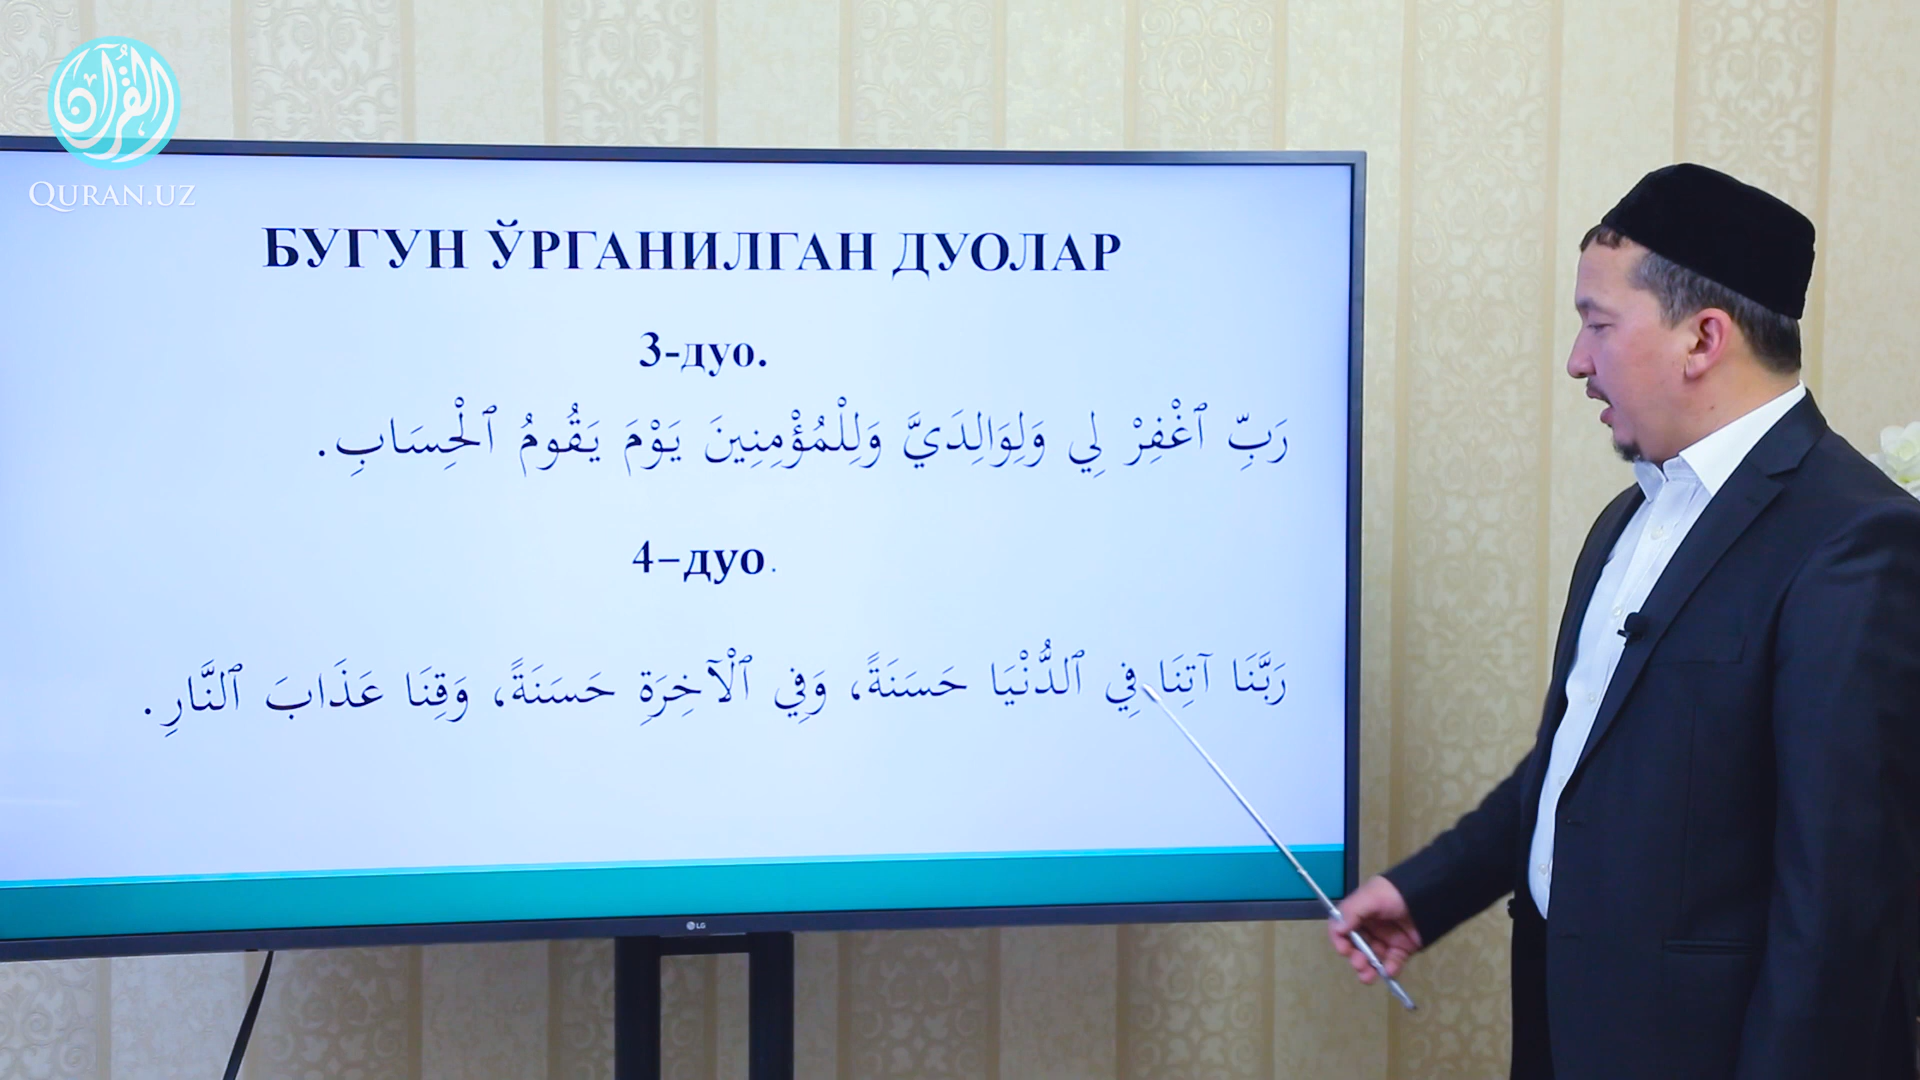 القرآن
QURAN.UZ
БУГУН ЎРГАНИЛГАН ДУОЛАР
3-дуо.
رَبِّ ٱغْفِرْ لِي وَلِوَالِدَيَّ وَلِلْمُؤْمِنِينَ يَوْمَ يَقُومُ ٱلْحِسَابِ.
4–дуо.
رَبَّنَا آتِنَا فِي ٱلدُّنْيَا حَسَنَةً، وَفِي ٱلْآخِرَةِ حَسَنَةً، وَقِنَا عَذَابَ ٱلنَّارِ.
LG